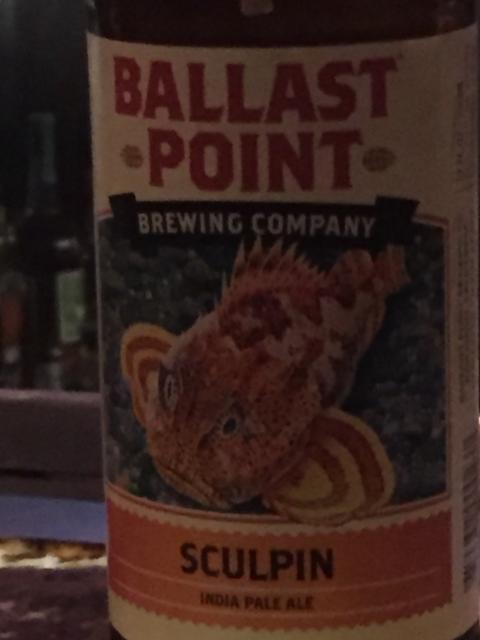 BALLAST
POINT
BREWING COMPANY
SCULPIN
INDIA PALE ALE